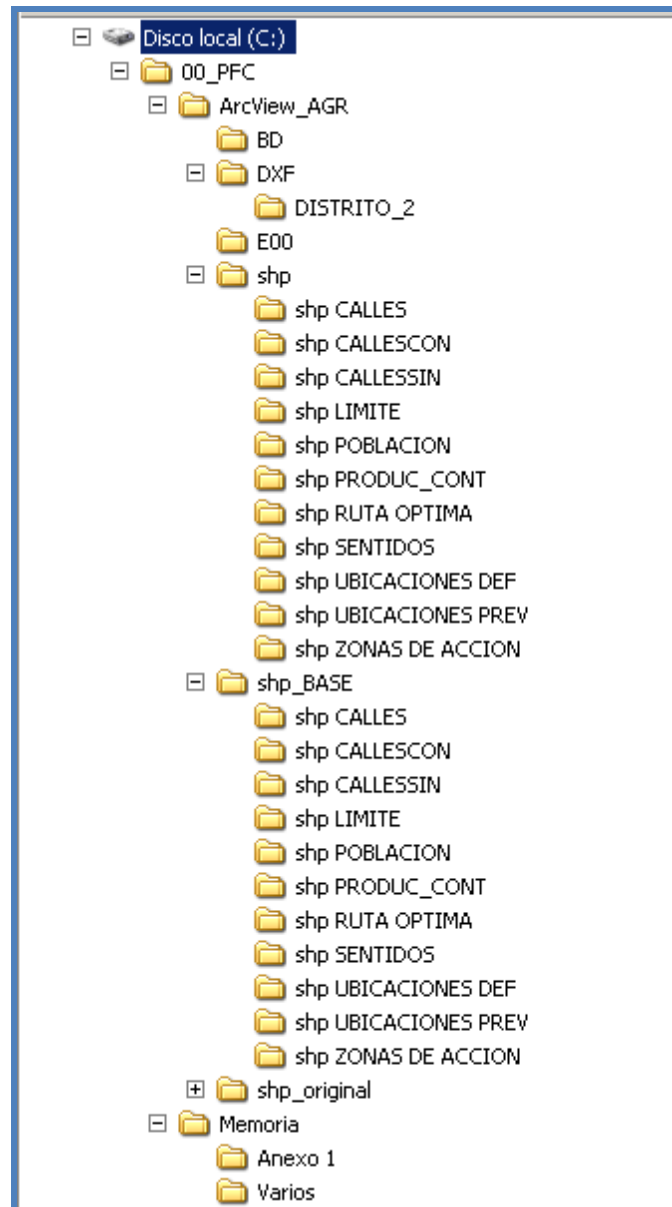 Disco local (C:)
00_PFC
ArcView_AGR
BD
DXF
DISTRITO_2
E00
shp
shp CALLES
shp CALLESCON
shp CALLESSIN
shp LIMITE
shp POBLACION
shp PRODUC_CONT
shp RUTA OPTIMA
shp SENTIDOS
shp UBICACIONES DEF
shp UBICACIONES PREV
shp ZONAS DE ACCION
shp_BASE
shp CALLES
shp CALLESCON
shp CALLESSIN
shp LIMITE
shp POBLACION
shp PRODUC_CONT
shp RUTA OPTIMA
shp SENTIDOS
shp UBICACIONES DEF
shp UBICACIONES PREV
shp ZONAS DE ACCION
shp_original
Memoria
Anexo 1
Varios